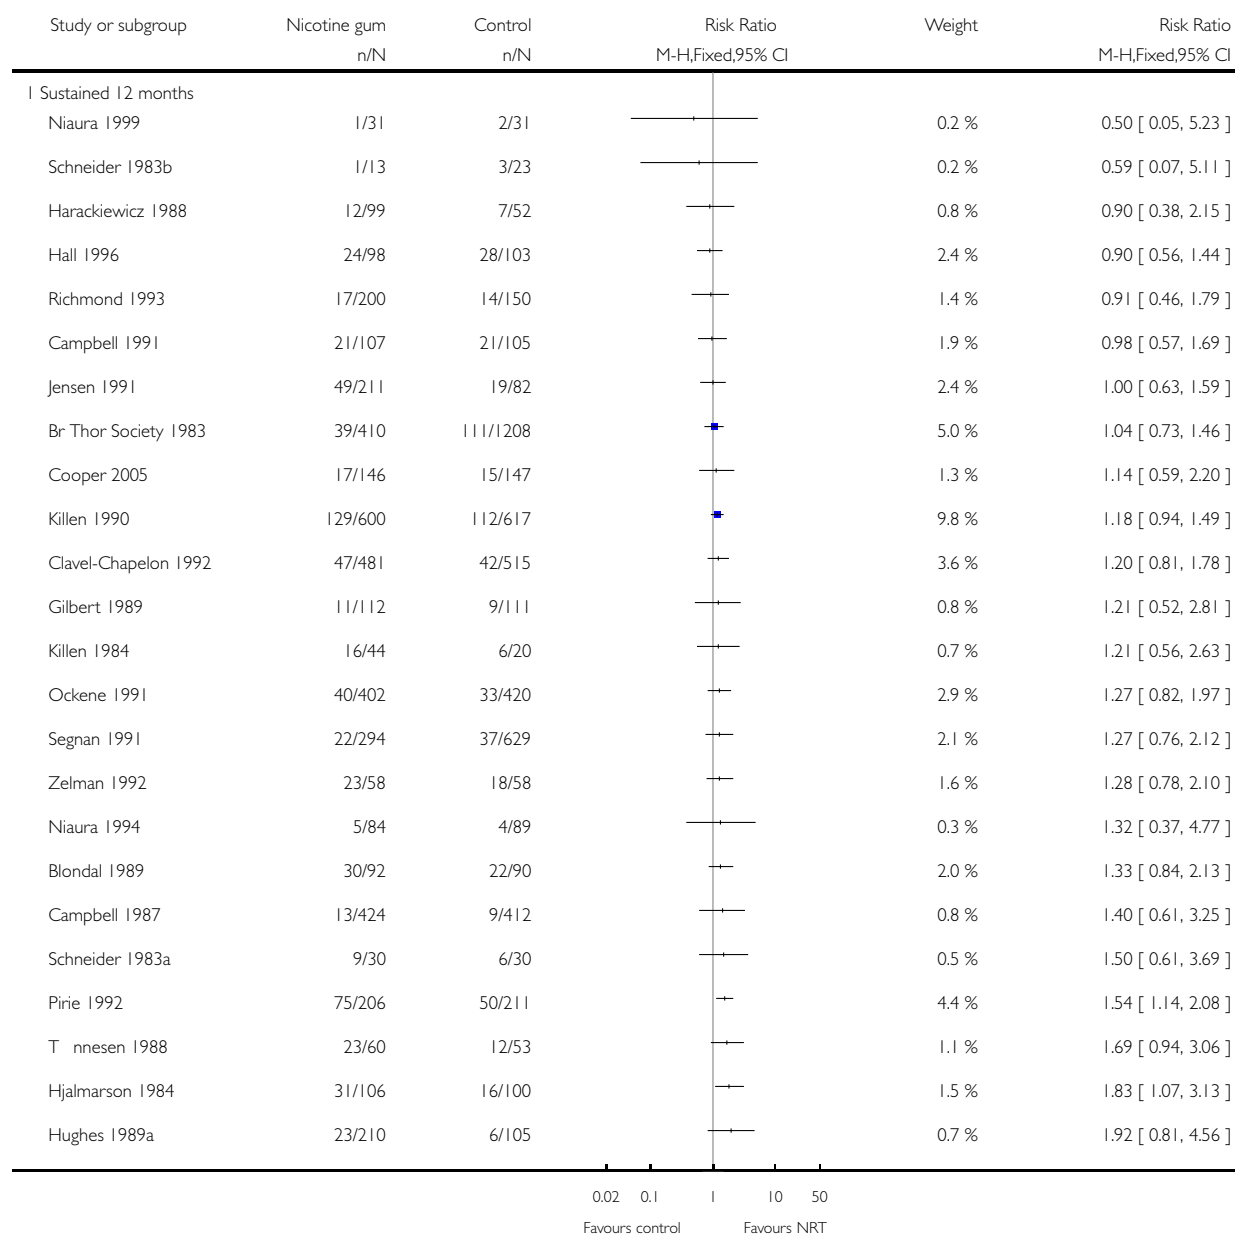 Study or subgroup Nicotine gum Control Risk Ratio Weight Risk Ratio
n/N n/N M-H,Fixed,95% CI M-H,Fixed,95% CI
1 Sustained 12 months
Niaura 1999 1/31 2/31 0.2 % 0.50 [ 0.05, 5.23 ]
Schneider 1983b 1/13 3/23 0.2 % 0.59 [ 0.07, 5.11 ]
Harackiewicz 1988 12/99 7/52 0.8 % 0.90 [ 0.38, 2.15 ]
Hall 1996 24/98 28/103 2.4 % 0.90 [ 0.56, 1.44 ]
Richmond 1993 17/200 14/150 1.4 % 0.91 [ 0.46, 1.79 ]
Campbell 1991 21/107 21/105 1.9 % 0.98 [ 0.57, 1.69 ]
Jensen 1991 49/211 19/82 2.4 % 1.00 [ 0.63, 1.59 ]
Br Thor Society 1983 39/410 111/1208 5.0 % 1.04 [ 0.73, 1.46 ]
Cooper 2005 17/146 15/147 1.3 % 1.14 [ 0.59, 2.20 ]
Killen 1990 129/600 112/617 9.8 % 1.18 [ 0.94, 1.49 ]
Clavel-Chapelon 1992 47/481 42/515 3.6 % 1.20 [ 0.81, 1.78 ]
Gilbert 1989 11/112 9/111 0.8 % 1.21 [ 0.52, 2.81 ]
Killen 1984 16/44 6/20 0.7 % 1.21 [ 0.56, 2.63 ]
Ockene 1991 40/402 33/420 2.9 % 1.27 [ 0.82, 1.97 ]
Segnan 1991 22/294 37/629 2.1 % 1.27 [ 0.76, 2.12 ]
Zelman 1992 23/58 18/58 1.6 % 1.28 [ 0.78, 2.10 ]
Niaura 1994 5/84 4/89 0.3 % 1.32 [ 0.37, 4.77 ]
Blondal 1989 30/92 22/90 2.0 % 1.33 [ 0.84, 2.13 ]
Campbell 1987 13/424 9/412 0.8 % 1.40 [ 0.61, 3.25 ]
Schneider 1983a 9/30 6/30 0.5 % 1.50 [ 0.61, 3.69 ]
Pirie 1992 75/206 50/211 4.4 % 1.54 [ 1.14, 2.08 ]
T nnesen 1988 23/60 12/53 1.1 % 1.69 [ 0.94, 3.06 ]
Hjalmarson 1984 31/106 16/100 1.5 % 1.83 [ 1.07, 3.13 ]
Hughes 1989a 23/210 6/105 0.7 % 1.92 [ 0.81, 4.56 ]
0.02 0.1 1 10 50
Favours control Favours NRT